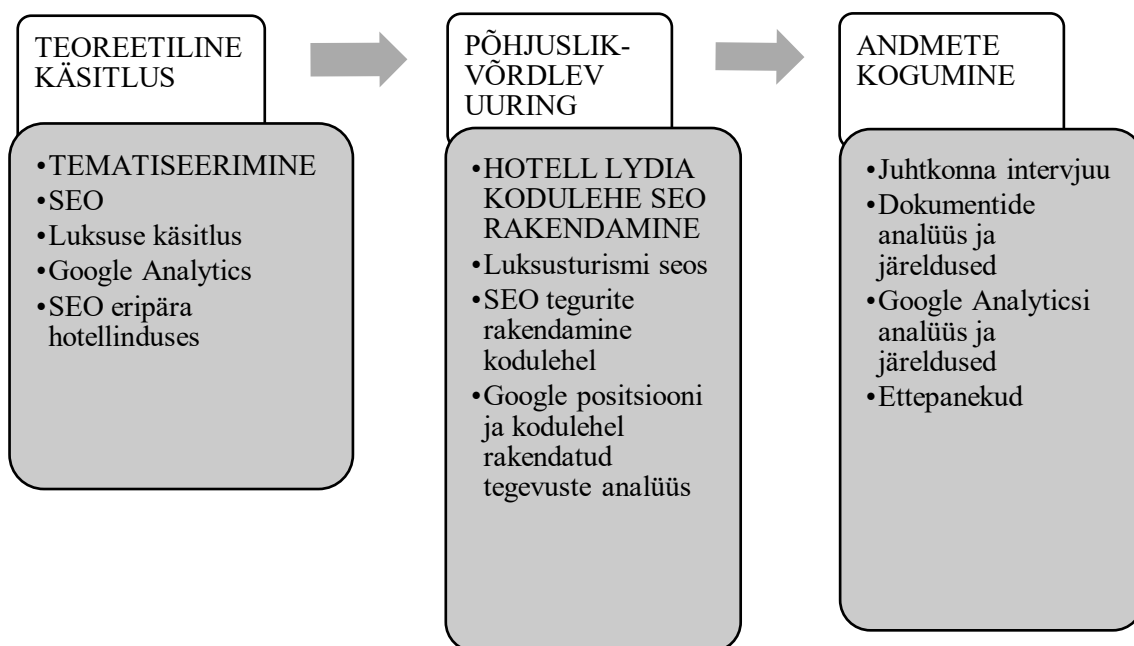 TEOREETILINE
KÄSITLUS
•TEMATISEERIMINE
•SEO
•Luksuse käsitlus
•Google Analytics
•SEO eripära
hotellinduses
PÕHJUSLIK-
VÕRDLEV
UURING
•HOTELL LYDIA
KODULEHE SEO
RAKENDAMINE
•Luksusturismi seos
•SEO tegurite
rakendamine
kodulehel
•Google positsiooni
ja kodulehel
rakendatud
tegevuste analüüs
ANDMETE
KOGUMINE
•Juhtkonna intervjuu
•Dokumentide
analüüs ja
järeldused
•Google Analyticsi
analüüs ja
järeldused
•Ettepanekud